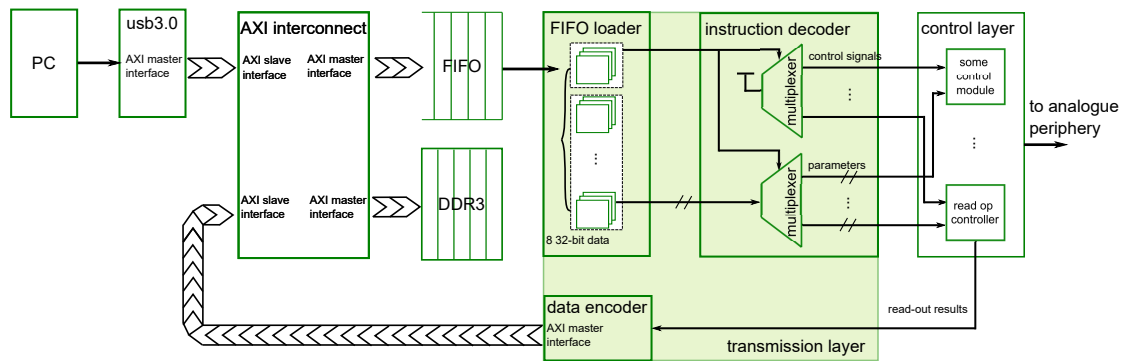 PC
usb3.0
AXI master
interface
AXI interconnect
AXI slave
interface
AXI master
interface
AXI slave
interface
AXI master
interface
FIFO
DDR3
FIFO loader
...
8 32-bit data
instruction decoder
multiplexer
control signals
...
multiplexer
parameters
...
control layer
some
control
module
...
read op
controller
to analogue
periphery
read-out results
data encoder
AXI master
interface
transmission layer